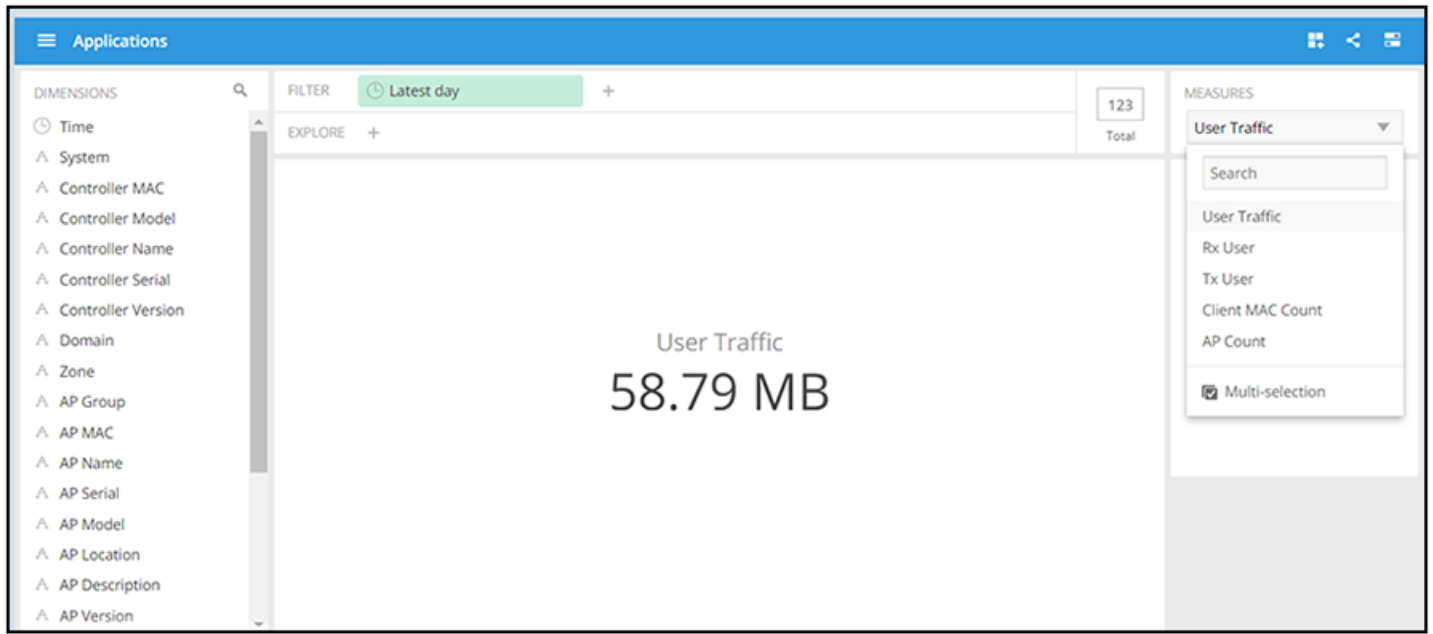 Applications
DIMENSIONS
Time
System
Controller MAC
Controller Model
Controller Name
Controller Serial
Controller Version
Domain
Zone
AP Group
AP MAC
AP Name
AP Serial
AP Model
AP Location
AP Description
AP Version
FILTER Latest day +
EXPLORE +
123
Total
User Traffic
58.79 MB
MEASURES
User Traffic
Search
User Traffic
Rx User
Tx User
Client MAC Count
AP Count
Multi-selection